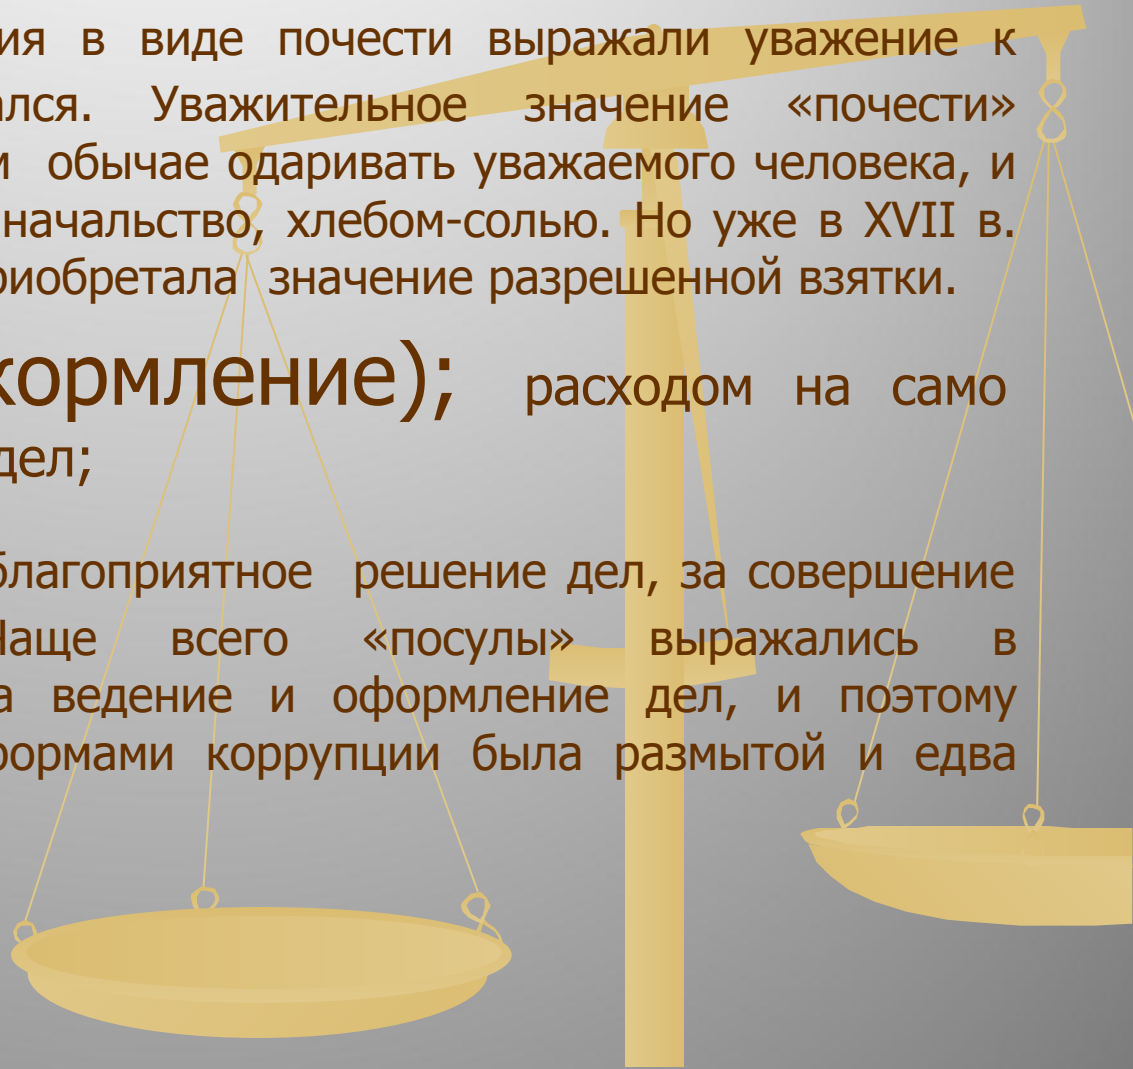 ия в виде почести выражали уважение к
ался. Уважительное значение «почести»
м обычае одаривать уважаемого человека, и
начальство, хлебом-солью. Но уже в XVII в.
риобретала значение разрешенной взятки.
кормление); расходом на само
дел;
благоприятное решение дел, за совершение
Чаще всего «посулы» выражались в
а ведение и оформление дел, и поэтому
формами коррупции была размытой и едва